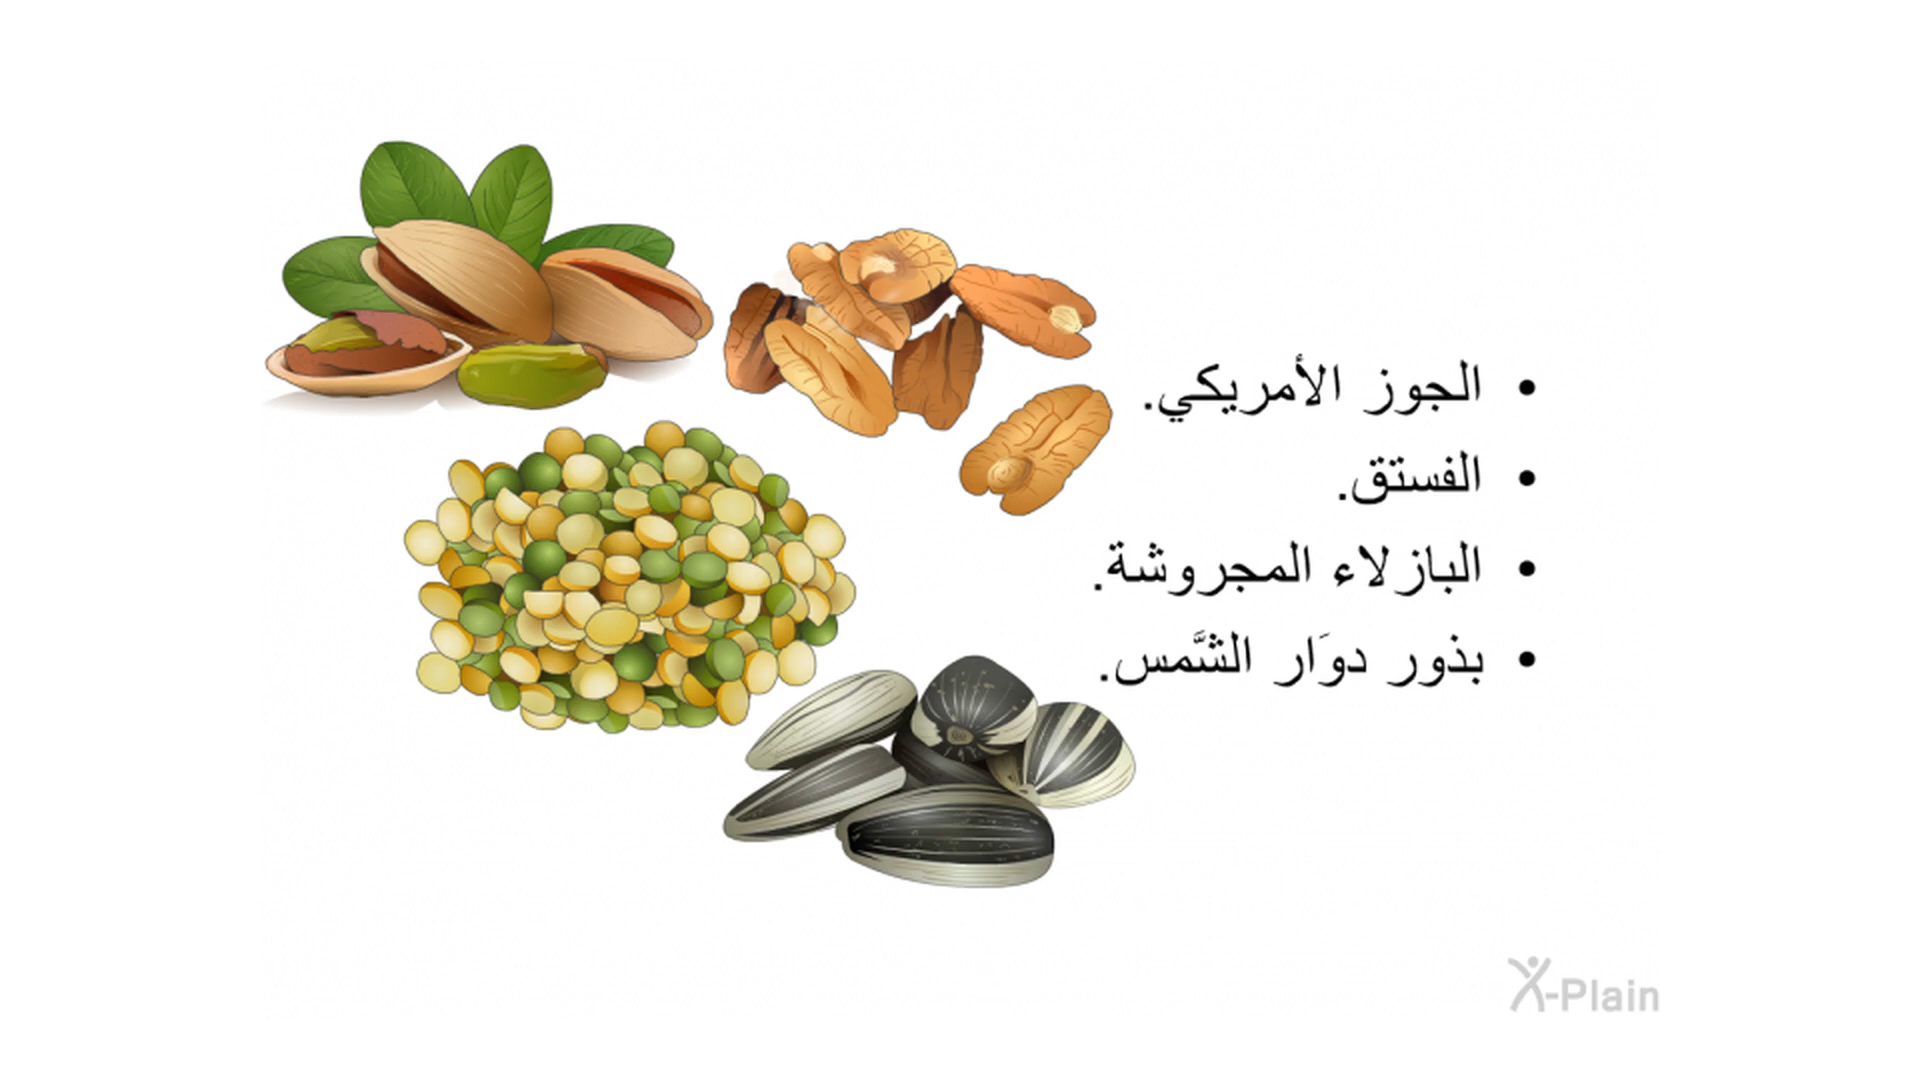 • الجوز الأمريكي.
• الفستق.
• البازلاء المجروشة.
• بذور دوَار الشَّمس.
X-Plain